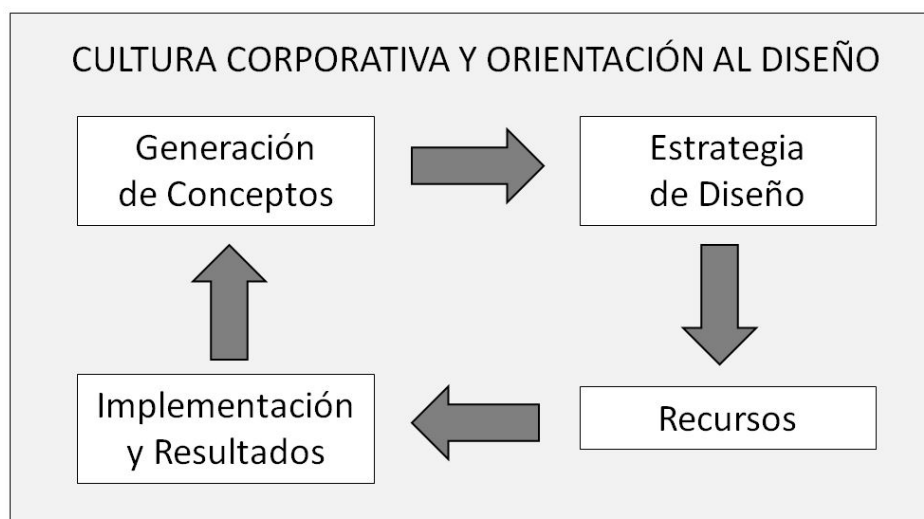 CULTURA CORPORATIVA Y ORIENTACIÓN AL DISEÑO
Generación
de Conceptos
Estrategia
de Diseño
Implementación
y Resultados
Recursos